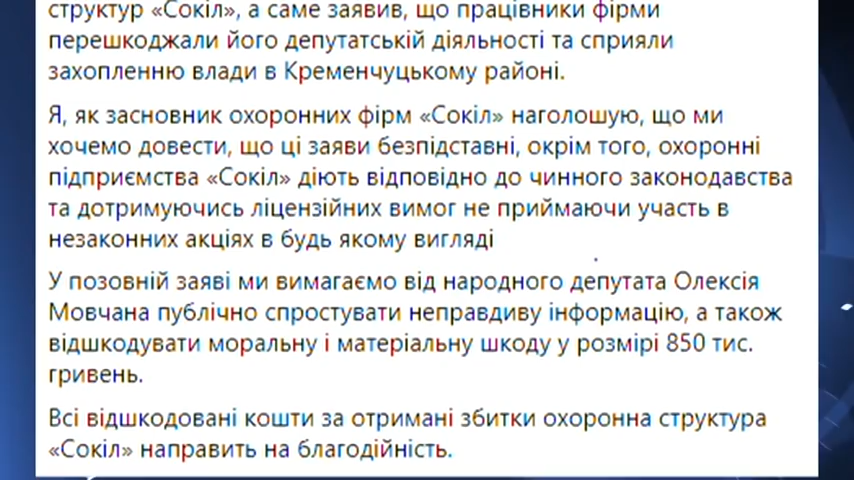 структур «Сокіл», а саме заявив, що працівники фірми
перешкоджали його депутатській діяльності та сприяли
захопленню влади в Кременчуцькому районі.
Я, як засновник охоронних фірм «Сокіл» наголошую, що ми
хочемо довести, що ці заяви безпідставні, окрім того, охоронні
підприємства «Сокіл» діють відповідно до чинного законодавства
та дотримуючись ліцензійних вимог не приймаючи участь в
незаконних акціях в будь якому вигляді
У позовній заяві ми вимагаємо від народного депутата Олексія
Мовчана публічно спростувати неправдиву інформацію, а також
відшкодувати моральну і матеріальну шкоду у розмірі 850 тис.
гривень.
Всі відшкодовані кошти за отримані збитки охоронна структура
«Сокіл» направить на благодійність.